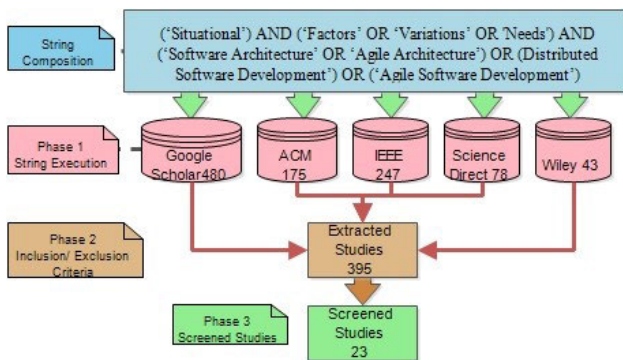 String
Composition
(‘Situational’) AND (‘Factors’ OR ‘Variations’ OR 'Needs') AND
(‘Software Architecture’ OR ‘Agile Architecture’) OR (Distributed
Software Development’) OR (‘Agile Software Development’)
Phase 1
String Execution
Google
Scholar480
ACM
175
IEEE
247
Science
Direct 78
Wiley 43
Phase 2
Inclusion/ Exclusion
Criteria
Extracted
Studies
395
Phase 3
Screened Studies
Screened
Studies
23